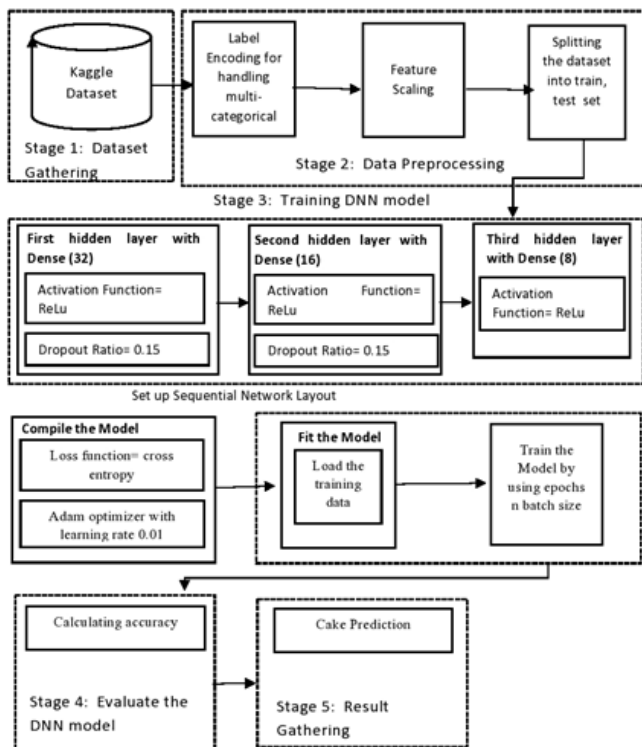 Kaggle
Dataset
Stage 1: Dataset
Gathering
Label
Encoding for
handling
multi-
categorical
Feature
Scaling
Splitting
the dataset
into train,
test set
Stage 2: Data Preprocessing
Stage 3: Training DNN model
First hidden layer with
Dense (32)
Activation Function=
ReLu
Dropout Ratio= 0.15
Second hidden layer with
Dense (16)
Activation Function=
ReLu
Dropout Ratio= 0.15
Third hidden layer
with Dense (8)
Activation
Function= ReLu
Set up Sequential Network Layout
Compile the Model
Loss function= cross
entropy
Adam optimizer with
learning rate 0.01
Fit the Model
Load the
training
data
Train the
Model by
using epochs
n batch size
Calculating accuracy
Stage 4: Evaluate the
DNN model
Cake Prediction
Stage 5: Result
Gathering